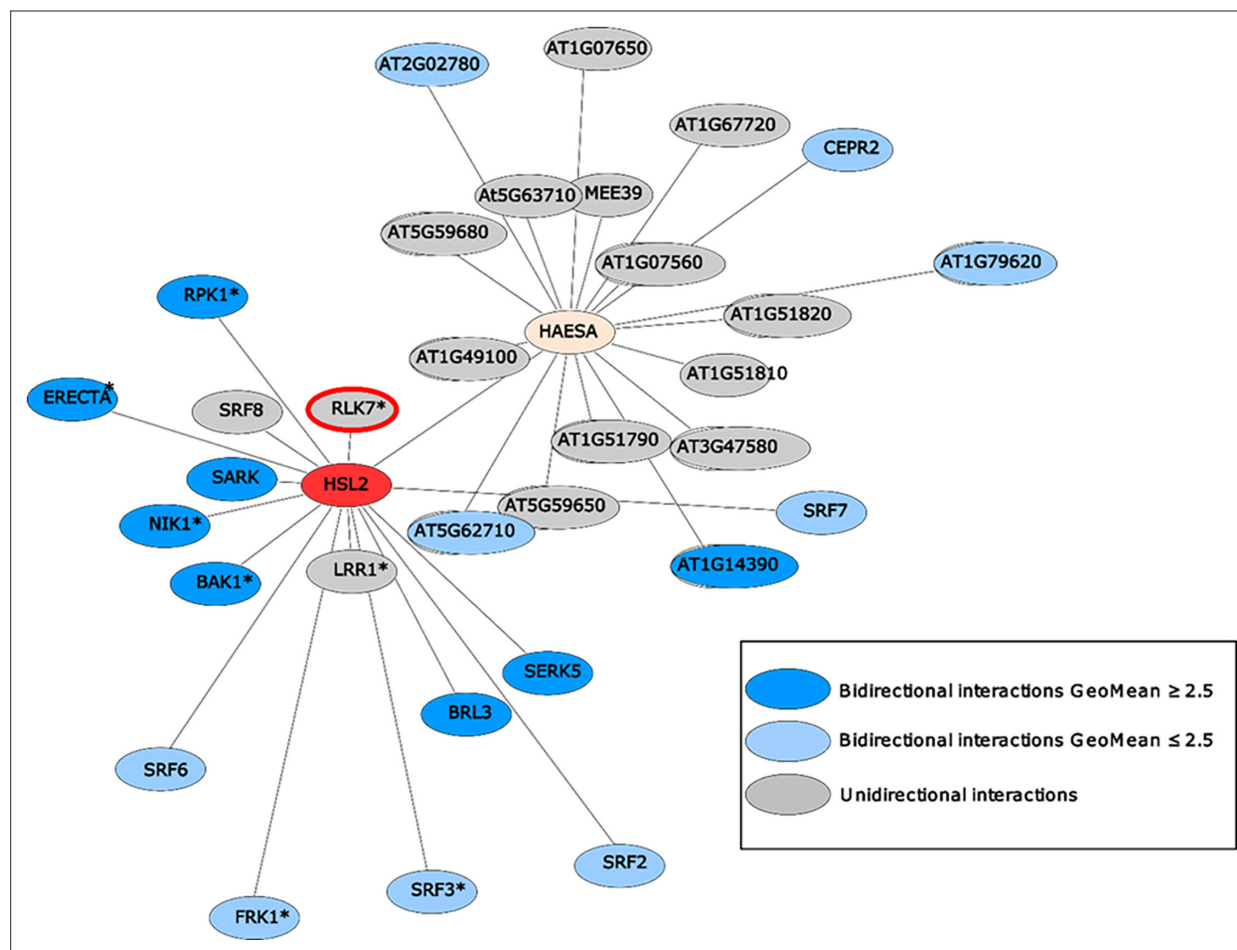 AT1G07650
AT2G02780
AT1G67720
CEPR2
At5G63710
MEE39
AT5G59680
AT1G07560
AT1G79620
RPK1*
AT1G51820
HAESA
AT1G49100
AT1G51810
ERECTA*
SRF8
RLK7*
AT1G51790
AT3G47580
SARK
HSL2
AT5G59650
SRF7
NIK1*
AT5G62710
AT1G14390
BAK1*
LRR1*
SERK5
BRL3
SRF6
SRF2
SRF3*
FRK1*
Bidirectional interactions GeoMean ≥ 2.5
Bidirectional interactions GeoMean ≤ 2.5
Unidirectional interactions